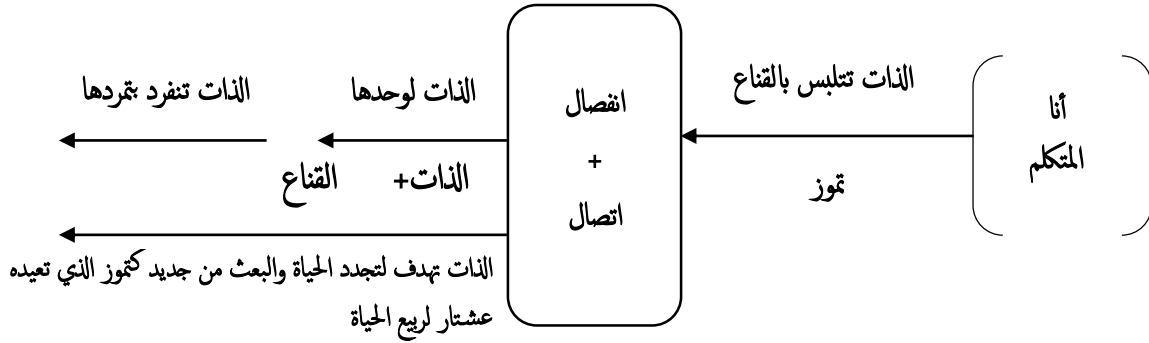 أنا
المتكلم
الذات تتلبس بالقناع
تموز
انفصال
+
اتصال
الذات لوحدها
الذات تنفرد بتمردها
الذات+ القناع
الذات تهدف لتجدد الحياة والبعث من جديد كتموز الذي تعيده
عشتار لربيع الحياة